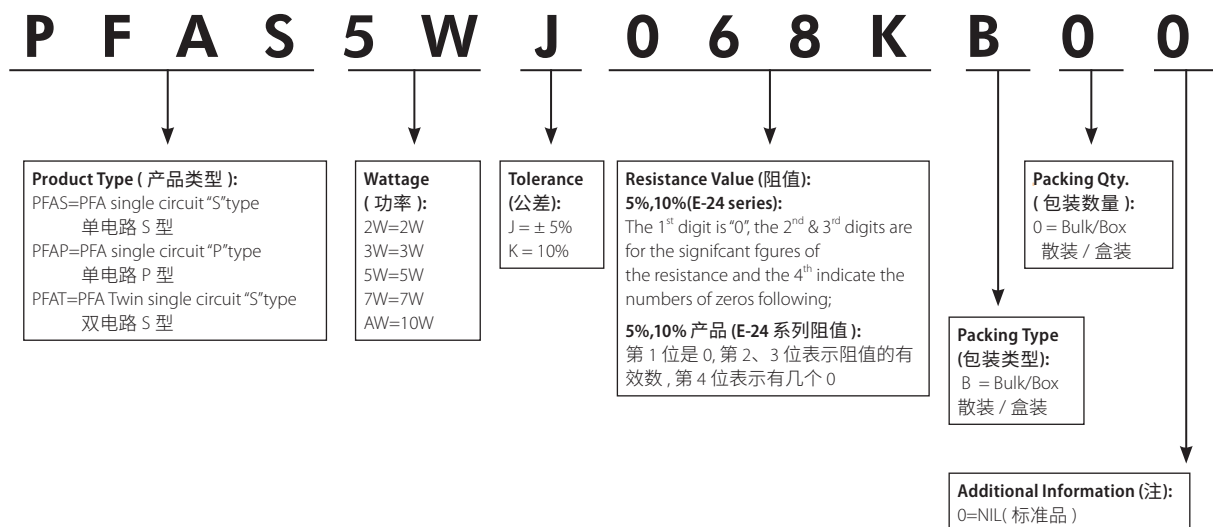 P F A S 5 W J 0 6 8 K B 0 0
Product Type ( 产品类型 ):
PFAS=PFA single circuit “S”type
单电路 S 型
PFAP=PFA single circuit “P”type
单电路 P 型
PFAT=PFA Twin single circuit “S”type
双电路 S 型
Wattage
( 功率 ):
2W=2W
3W=3W
5W=5W
7W=7W
AW=10W
Tolerance
(公差):
J = ± 5%
K = 10%
Resistance Value (阻值):
5%,10%(E-24 series):
The 1st digit is “0”, the 2nd & 3rd digits are
for the signifcant fgures of
the resistance and the 4th indicate the
numbers of zeros following;
5%,10% 产品 (E-24 系列阻值 ):
第 1 位是 0, 第 2、3 位表示阻值的有
效数 , 第 4 位表示有几个 0
Packing Type
(包装类型):
B = Bulk/Box
散装 / 盒装
Packing Qty.
( 包装数量 ):
0 = Bulk/Box
散装 / 盒装
Additional Information (注):
0=NIL( 标准品 )